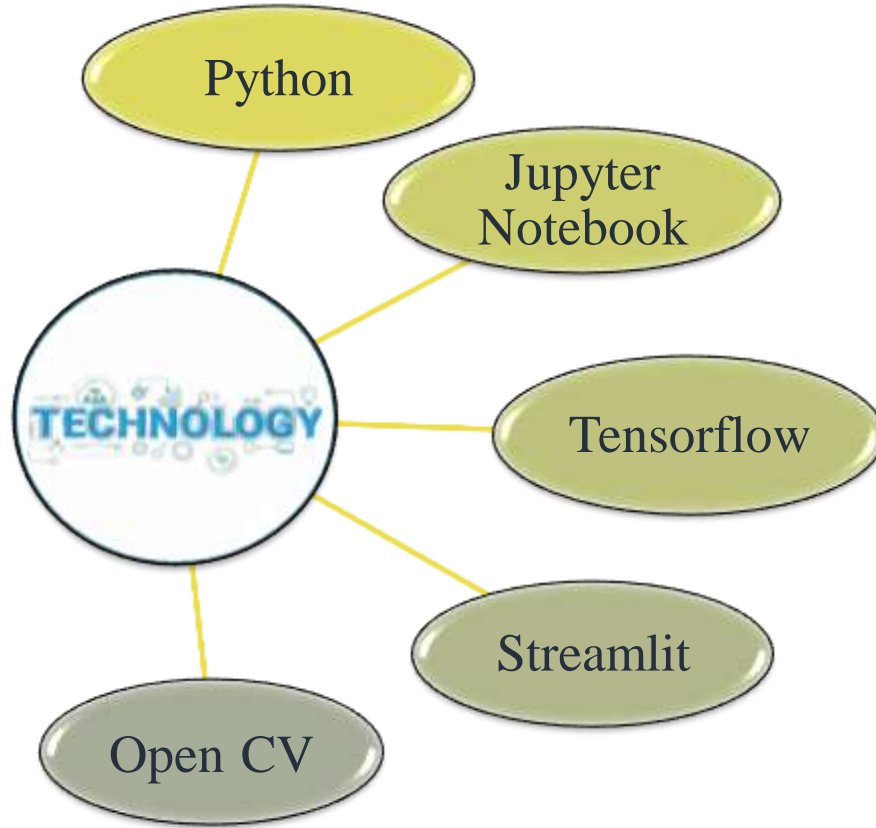 Python
Jupyter
Notebook
TECHNOLOGY
Tensorflow
Streamlit
Open CV